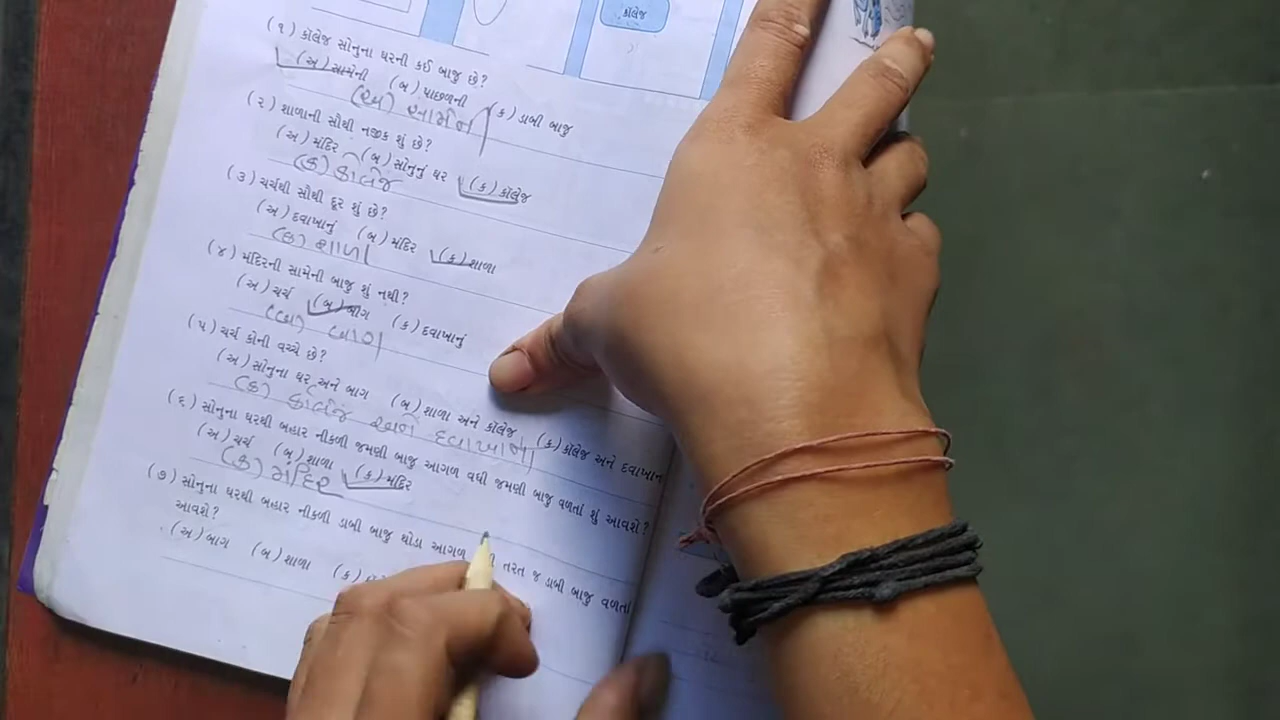 કૉલેજ
(૧) કૉલેજ સોનુના ઘરની કઈ બાજુ છે?
(અ) સામેની (બ) પાછળની (ક) ડાબી બાજુ
(અ) સામેની
(૨) શાળાની સૌથી નજીક શું છે?
(અ) મંદિર (બ) સોનુનું ઘર (ક) કૉલેજ
(ક) કોલેજ
(૩) ચર્ચથી સૌથી દૂર શું છે?
(અ) દવાખાનું (બ) મંદિર (ક) શાળા
(ક) શાળા
(૪) મંદિરની સામેની બાજુ શું નથી?
(અ) ચર્ચ (બ) બાગ (ક) દવાખાનું
(બ) બાગ
(૫) ચર્ચ કોની વચ્ચે છે?
(અ) સોનુના ઘર અને બાગ (બ) શાળા અને કૉલેજ (ક) કૉલેજ અને દવાખાન
(ક) કોલેજ અને દવાખાના
(૬) સોનુના ઘરથી બહાર નીકળી જમણી બાજુ આગળ વધી જમણી બાજુ વળતાં શું આવશે?
(અ) ચર્ચ (બ) શાળા (ક) મંદિર
(ક) મંદિર
(૭) સોનુના ઘરથી બહાર નીકળી ડાબી બાજુ થોડા આગળ તરત જ ડાબી બાજુ વળતાં
આવશે?
(અ) બાગ (બ) શાળા (ક)